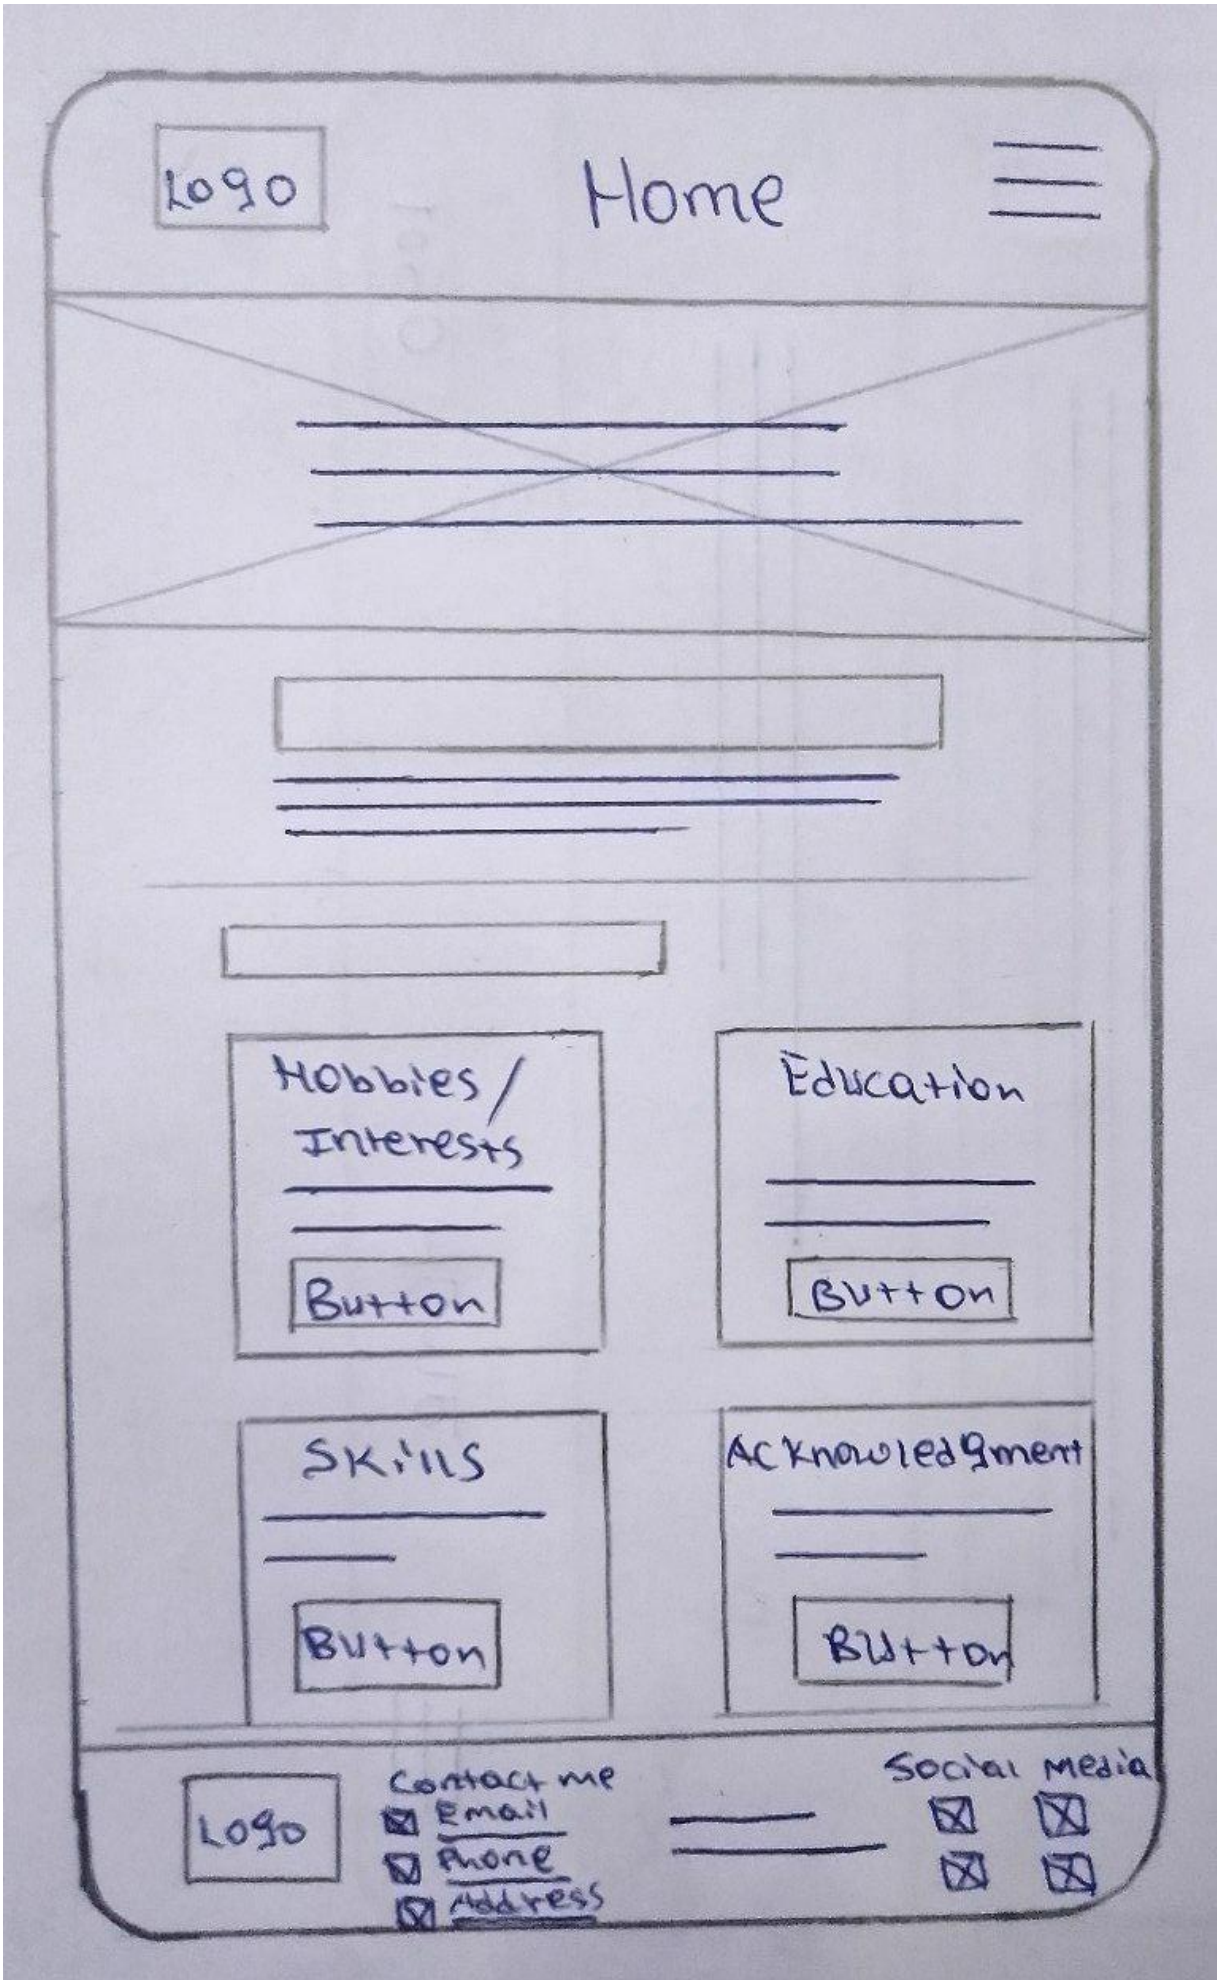 Logo
Home
Hobbies/
Interests
Button
Education
Button
Skills
Button
Acknowledgment
Button
Logo
Contact me
Email
Phone
Address
Social Media